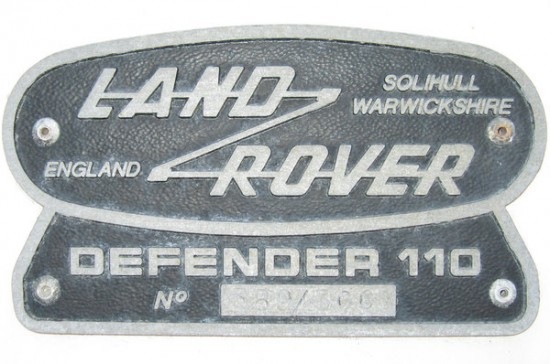 LAND
ROVER
SOLIHULL
WARWICKSHIRE
ENGLAND
DEFENDER 110
Nº